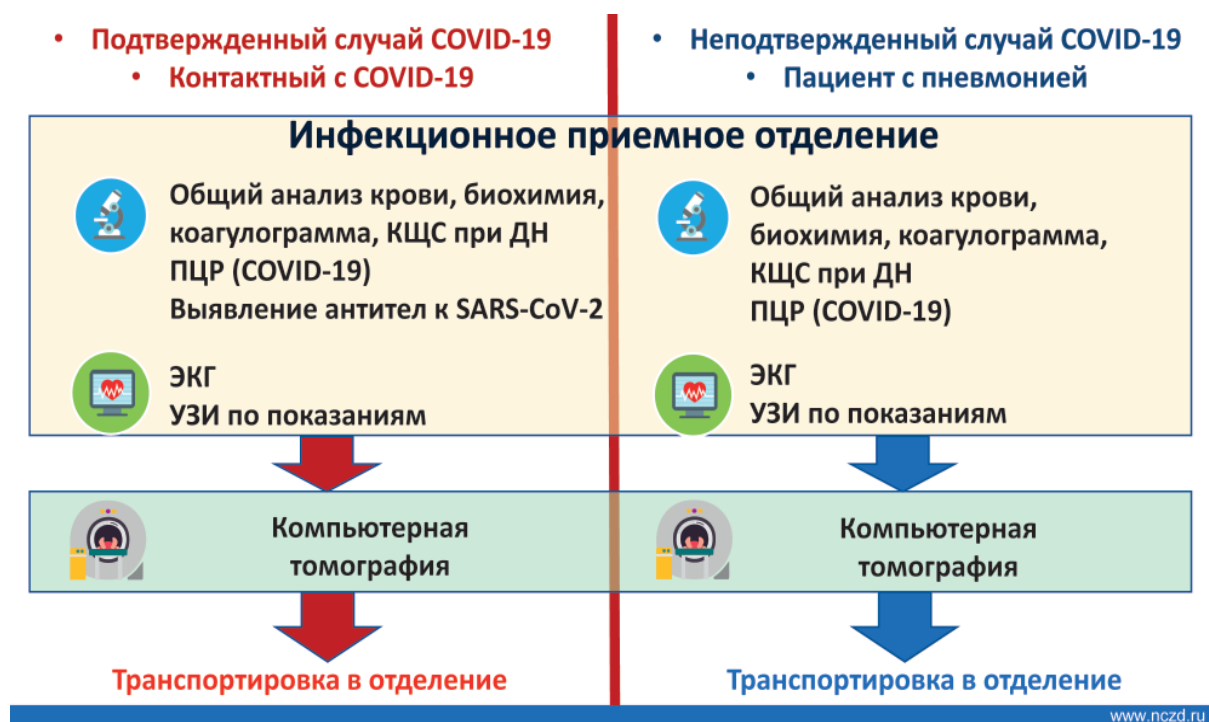 • Подтвержденный случай COVID-19
• Контактный с COVID-19
• Неподтвержденный случай COVID-19
• Пациент с пневмонией
Инфекционное приемное отделение
Общий анализ крови, биохимия,
коагулограмма, КЩС при ДН
ПЦР (COVID-19)
Выявление антител к SARS-CoV-2
ЭКГ
УЗИ по показаниям
Общий анализ крови,
биохимия, коагулограмма,
КЩС при ДН
ПЦР (COVID-19)
ЭКГ
УЗИ по показаниям
Компьютерная
томография
Компьютерная
томография
Транспортировка в отделение
Транспортировка в отделение
www.nczd.ru